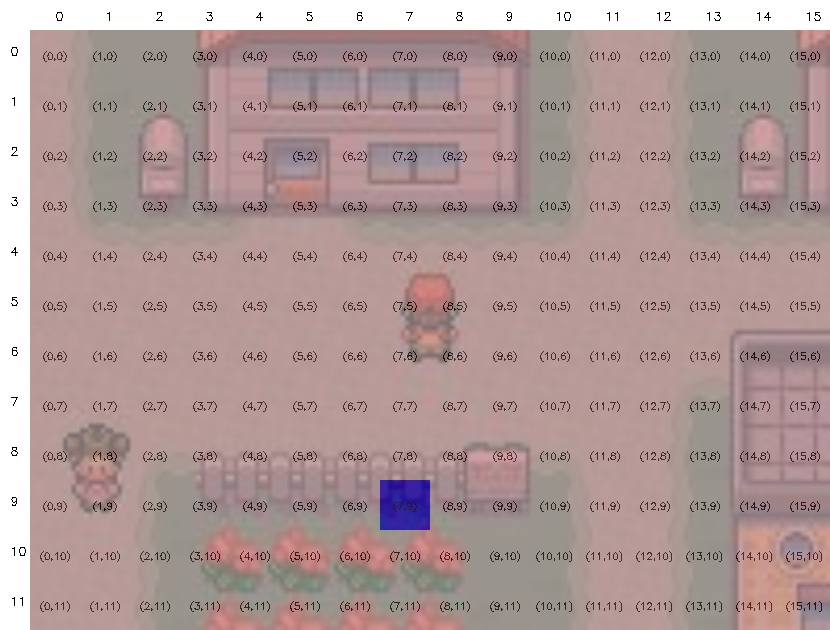 0 1 2 3 4 5 6 7 8 9 10 11 12 13 14 15
0 (0,0) (1,0) (2,0) (3,0) (4,0) (5,0) (6,0) (7,0) (8,0) (9,0) (10,0) (11,0) (12,0) (13,0) (14,0) (15,0)
1 (0,1) (1,1) (2,1) (3,1) (4,1) (5,1) (6,1) (7,1) (8,1) (9,1) (10,1) (11,1) (12,1) (13,1) (14,1) (15,1)
2 (0,2) (1,2) (2,2) (3,2) (4,2) (5,2) (6,2) (7,2) (8,2) (9,2) (10,2) (11,2) (12,2) (13,2) (14,2) (15,2)
3 (0,3) (1,3) (2,3) (3,3) (4,3) (5,3) (6,3) (7,3) (8,3) (9,3) (10,3) (11,3) (12,3) (13,3) (14,3) (15,3)
4 (0,4) (1,4) (2,4) (3,4) (4,4) (5,4) (6,4) (7,4) (8,4) (9,4) (10,4) (11,4) (12,4) (13,4) (14,4) (15,4)
5 (0,5) (1,5) (2,5) (3,5) (4,5) (5,5) (6,5) (7,5) (8,5) (9,5) (10,5) (11,5) (12,5) (13,5) (14,5) (15,5)
6 (0,6) (1,6) (2,6) (3,6) (4,6) (5,6) (6,6) (7,6) (8,6) (9,6) (10,6) (11,6) (12,6) (13,6) (14,6) (15,6)
7 (0,7) (1,7) (2,7) (3,7) (4,7) (5,7) (6,7) (7,7) (8,7) (9,7) (10,7) (11,7) (12,7) (13,7) (14,7) (15,7)
8 (0,8) (1,8) (2,8) (3,8) (4,8) (5,8) (6,8) (7,8) (8,8) (9,8) (10,8) (11,8) (12,8) (13,8) (14,8) (15,8)
9 (0,9) (1,9) (2,9) (3,9) (4,9) (5,9) (6,9) (7,9) (8,9) (9,9) (10,9) (11,9) (12,9) (13,9) (14,9) (15,9)
10 (0,10) (1,10) (2,10) (3,10) (4,10) (5,10) (6,10) (7,10) (8,10) (9,10) (10,10) (11,10) (12,10) (13,10) (14,10) (15,10)
11 (0,11) (1,11) (2,11) (3,11) (4,11) (5,11) (6,11) (7,11) (8,11) (9,11) (10,11) (11,11) (12,11) (13,11) (14,11) (15,11)